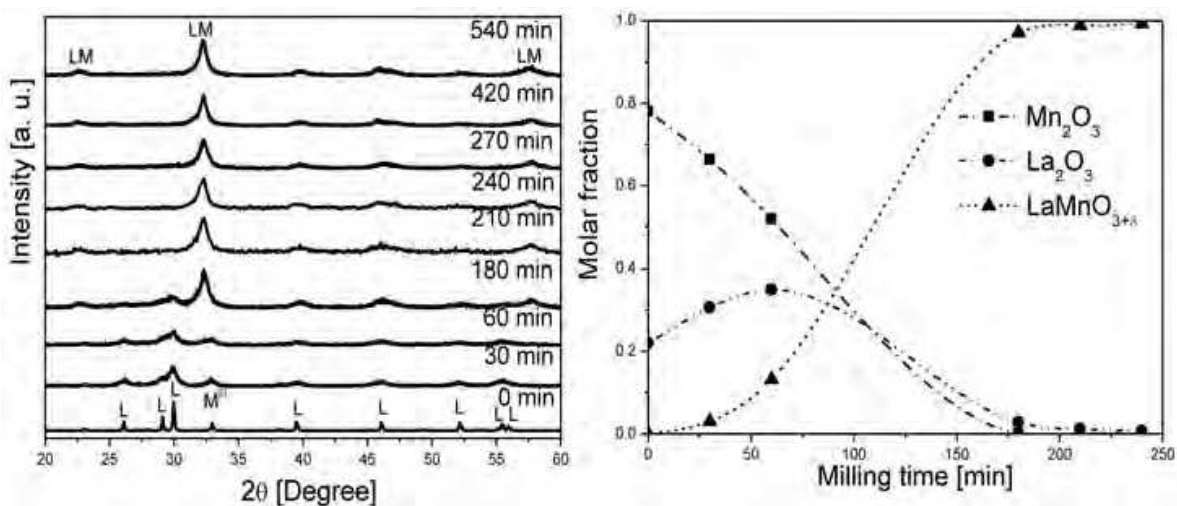 LM
LM
LM
540 min
420 min
270 min
240 min
210 min
180 min
60 min
30 min
0 min
L L L M L L L L L
20 25 30 35 40 45 50 55 60
2θ [Degree]
Intensity [a. u.]
1.0
0.8
0.6
0.4
0.2
0.0
Molar fraction
Mn₂O₃
La₂O₃
LaMnO
0 50 100 150 200 250
Milling time [min]